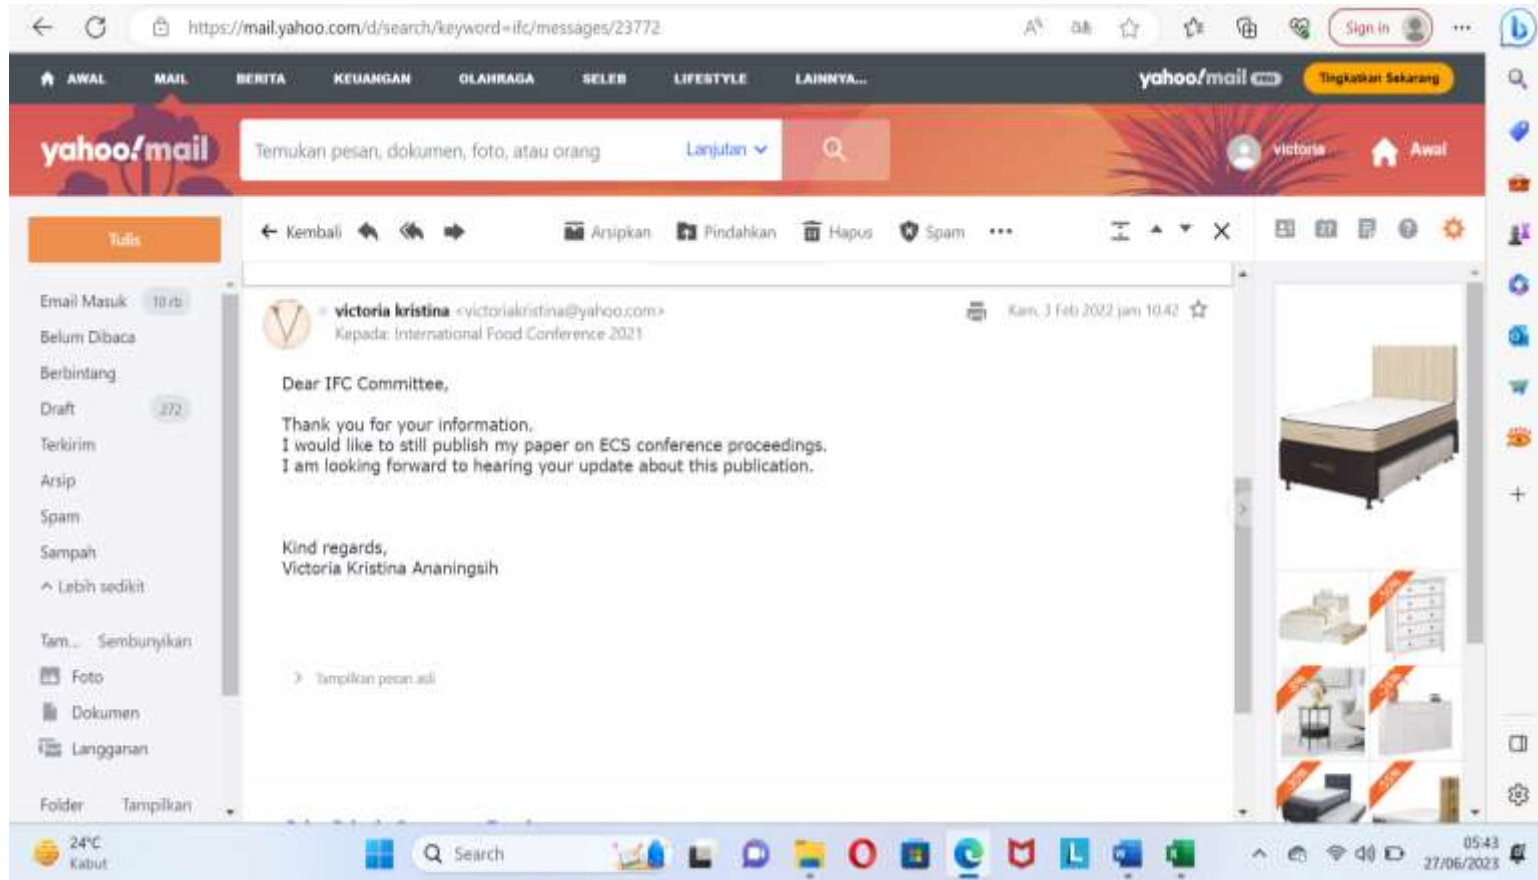 https://mail.yahoo.com/d/search/keyword=ifc/messages/23772
Sign in
AWAL MAIL BERITA KEUANGAN OLAHRAGA SELEB LIFESTYLE LAINNYA...
yahoo!mail
Tingkatkan Sekarang
yahoo!mail
Temukan pesan, dokumen, foto, atau orang
Lanjutan
victoria
Awal
Tulis
Kembali
Arsipkan
Pindahkan
Hapus
Spam
Email Masuk 10 rb
Belum Dibaca
Berbintang
Draft 272
Terkirim
Arsip
Spam
Sampah
Lebih sedikit
Tam... Sembunyikan
Foto
Dokumen
Langganan
Folder Tampilkan
victoria kristina <victoriakristina@yahoo.com>
Kam, 3 Feb 2022 jam 10.42
Kepada: International Food Conference 2021
Dear IFC Committee,
Thank you for your information.
I would like to still publish my paper on ECS conference proceedings.
I am looking forward to hearing your update about this publication.
Kind regards,
Victoria Kristina Ananingsih
Tampilkan pesan asli
24°C
Kabut
Search
05:43
27/06/2023